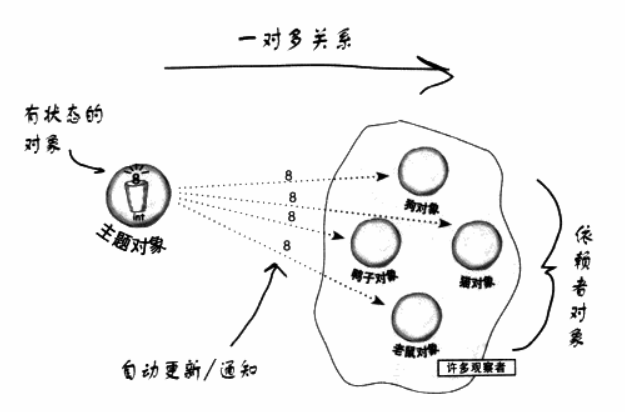 一对多关系
有状态的
对象
8
int
主题对象
8
8
8
8
狗对象
鸭子对象
猫对象
老鼠对象
依赖者对象
自动更新/通知
许多观察者